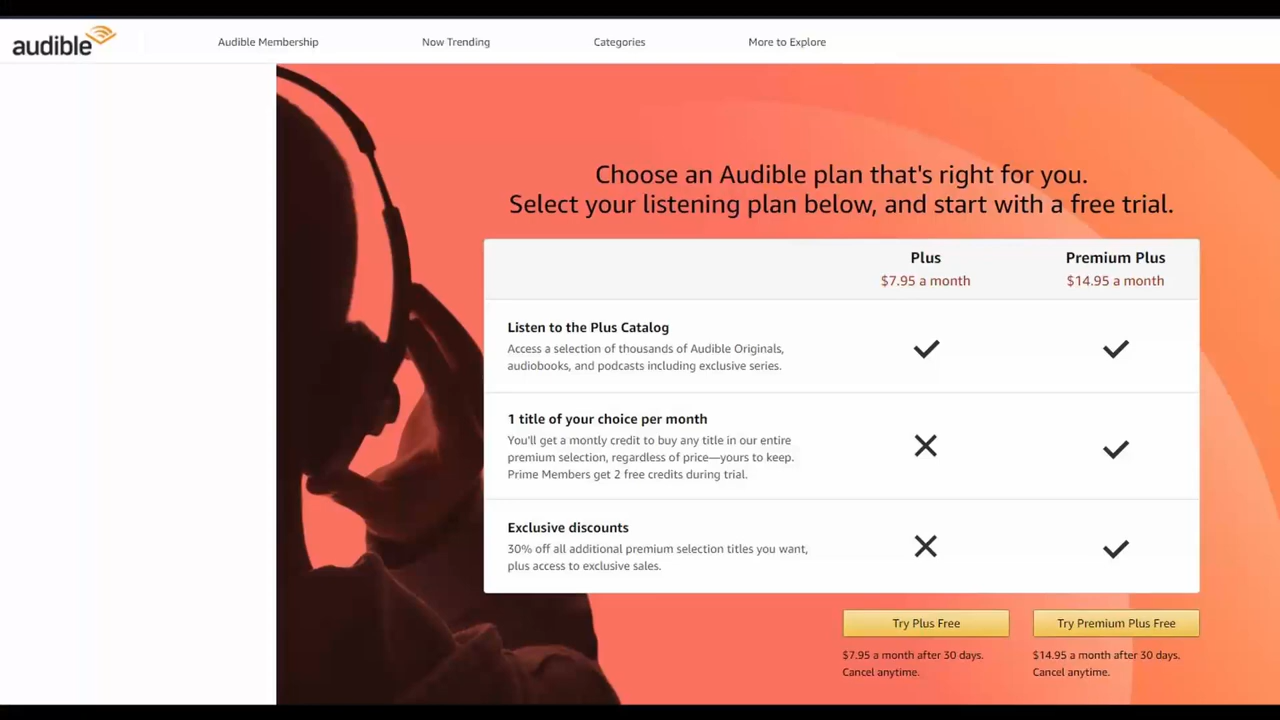 audible
Audible Membership
Now Trending
Categories
More to Explore
Choose an Audible plan that's right for you.
Select your listening plan below, and start with a free trial.
Plus
Premium Plus
$7.95 a month
$14.95 a month
Listen to the Plus Catalog
Access a selection of thousands of Audible Originals,
audiobooks, and podcasts including exclusive series.
1 title of your choice per month
You'll get a montly credit to buy any title in our entire
premium selection, regardless of price—yours to keep.
Prime Members get 2 free credits during trial.
Exclusive discounts
30% off all additional premium selection titles you want,
plus access to exclusive sales.
Try Plus Free
Try Premium Plus Free
$7.95 a month after 30 days.
Cancel anytime.
$14.95 a month after 30 days.
Cancel anytime.